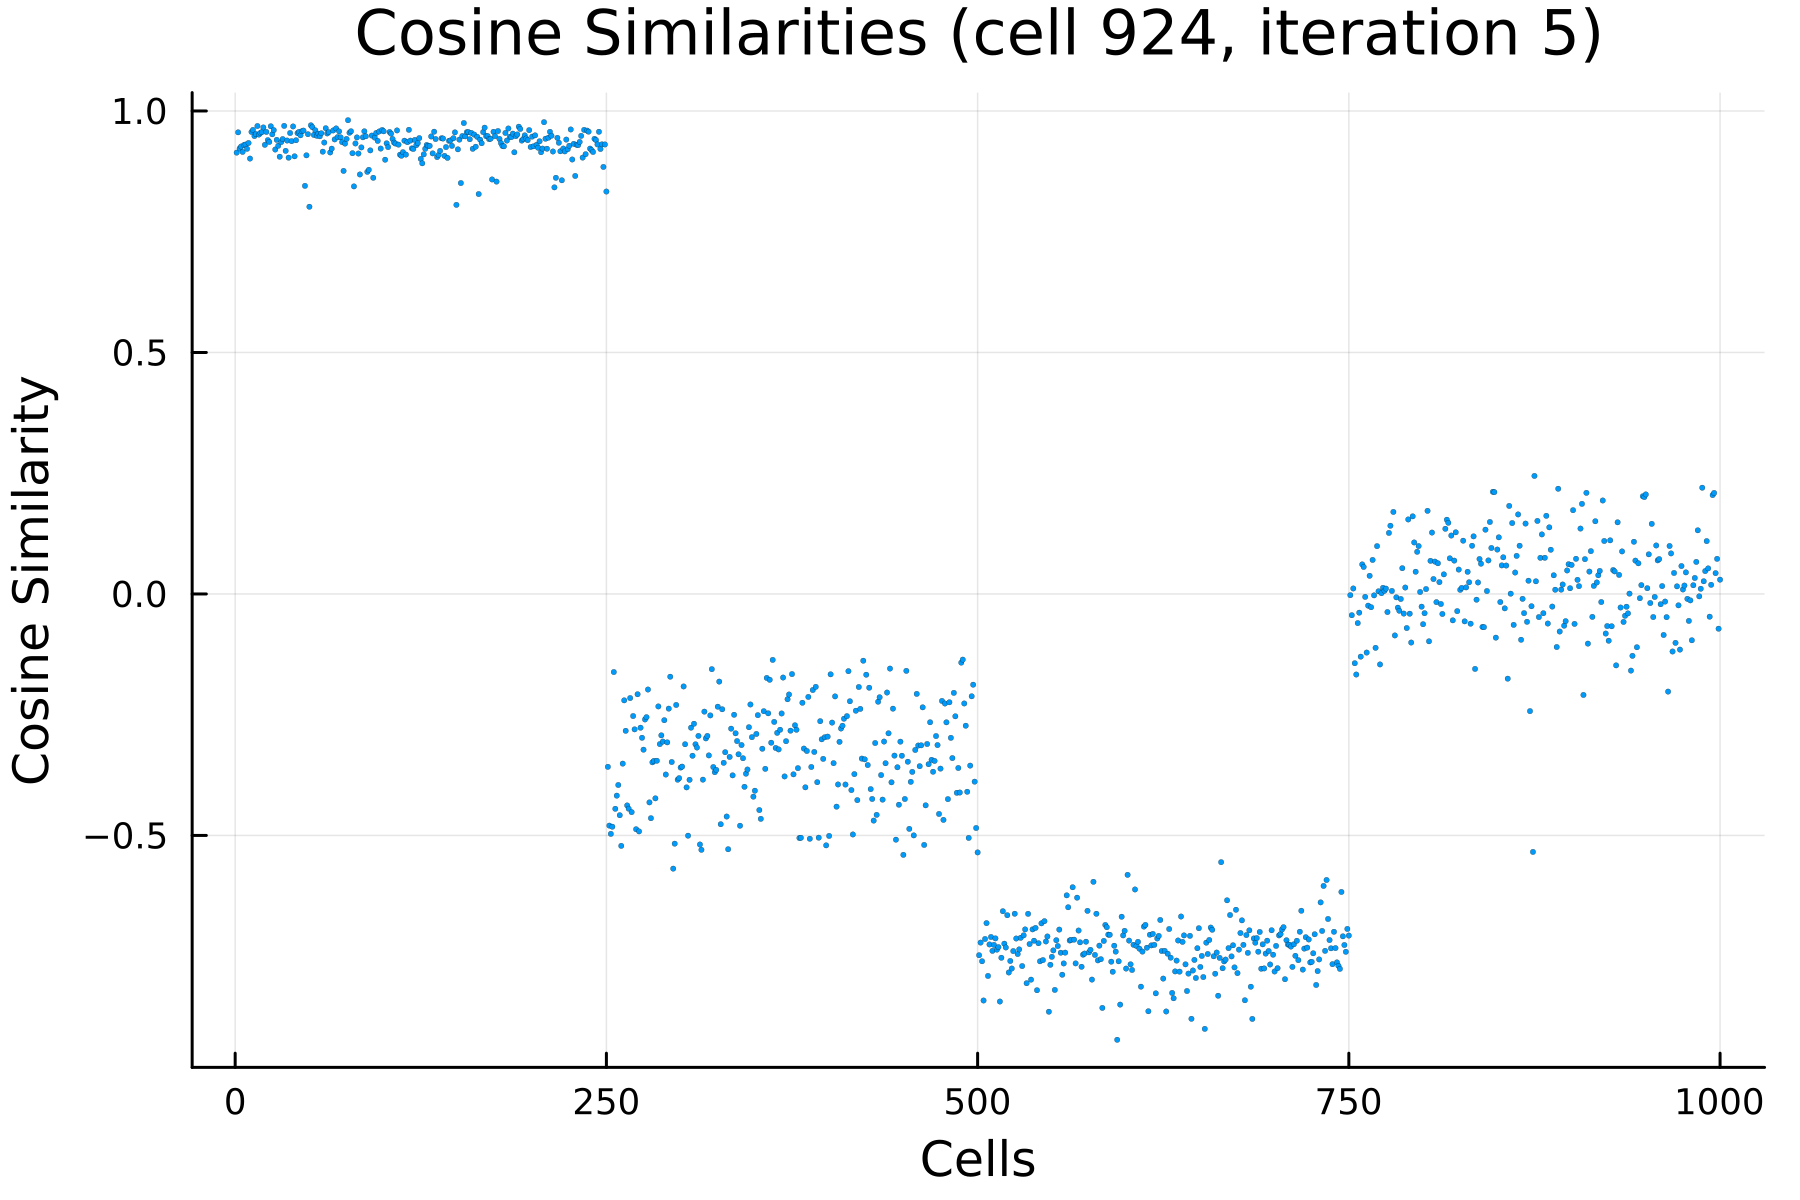 Cosine Similarities (cell 924, iteration 5)
1.0
0.5
0.0
−0.5
Cosine Similarity
0 250 500 750 1000
Cells